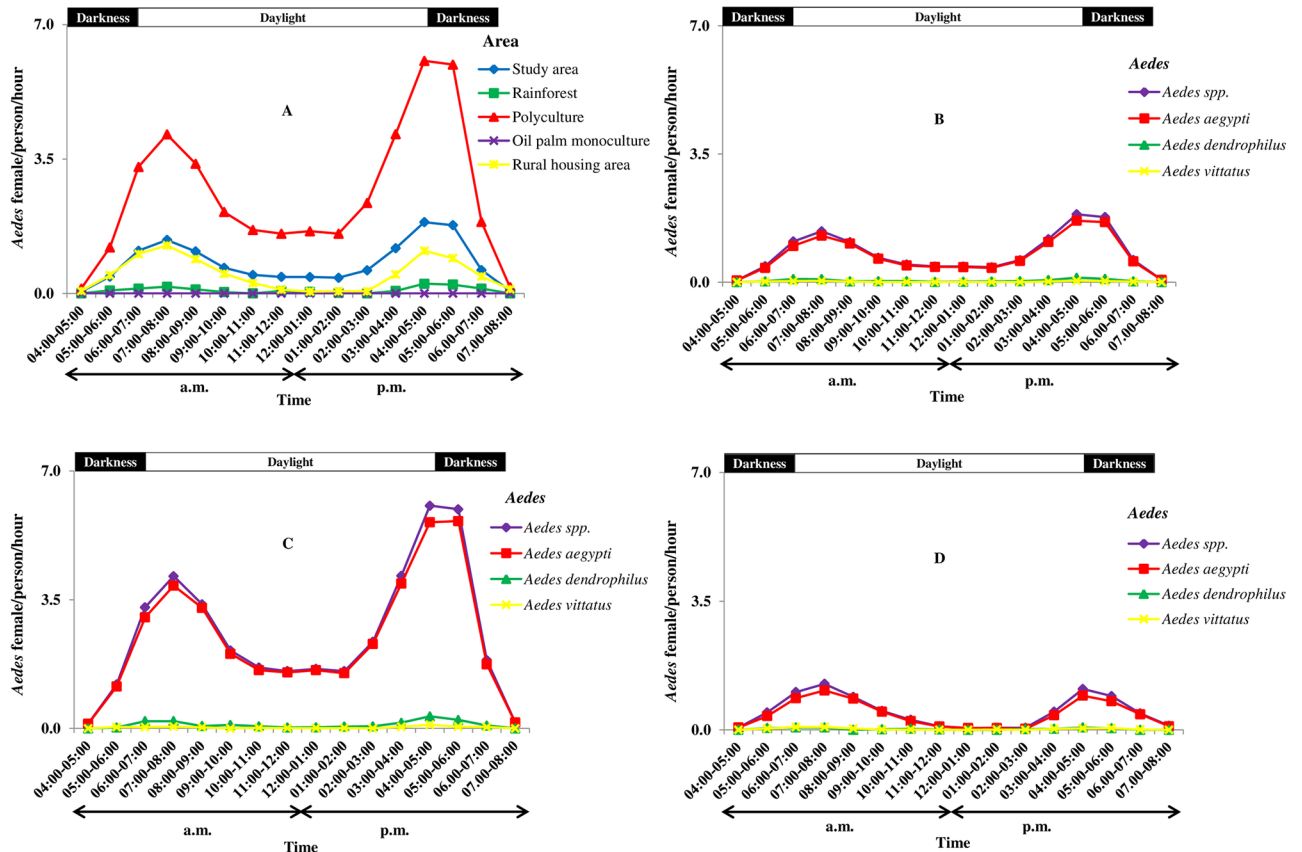 Darkness Daylight Darkness
7.0
3.5
0.0
Aedes female/person/hour
A
Area
Study area
Rainforest
Polyculture
Oil palm monoculture
Rural housing area
04:00-05:00
05:00-06:00
06:00-07:00
07:00-08:00
08:00-09:00
09:00-10:00
10:00-11:00
11:00-12:00
12:00-01:00
01:00-02:00
02:00-03:00
03:00-04:00
04:00-05:00
05:00-06:00
06:00-07:00
07:00-08:00
a.m. p.m.
Time
Darkness Daylight Darkness
7.0
3.5
0.0
Aedes female/person/hour
B
Aedes
Aedes spp.
Aedes aegypti
Aedes dendrophilus
Aedes vittatus
04:00-05:00
05:00-06:00
06:00-07:00
07:00-08:00
08:00-09:00
09:00-10:00
10:00-11:00
11:00-12:00
12:00-01:00
01:00-02:00
02:00-03:00
03:00-04:00
04:00-05:00
05:00-06:00
06:00-07:00
07:00-08:00
a.m. p.m.
Time
Darkness Daylight Darkness
7.0
3.5
0.0
Aedes female/person/hour
C
Aedes
Aedes spp.
Aedes aegypti
Aedes dendrophilus
Aedes vittatus
04:00-05:00
05:00-06:00
06:00-07:00
07:00-08:00
08:00-09:00
09:00-10:00
10:00-11:00
11:00-12:00
12:00-01:00
01:00-02:00
02:00-03:00
03:00-04:00
04:00-05:00
05:00-06:00
06:00-07:00
07:00-08:00
a.m. p.m.
Time
Darkness Daylight Darkness
7.0
3.5
0.0
Aedes female/person/hour
D
Aedes
Aedes spp.
Aedes aegypti
Aedes dendrophilus
Aedes vittatus
04:00-05:00
05:00-06:00
06:00-07:00
07:00-08:00
08:00-09:00
09:00-10:00
10:00-11:00
11:00-12:00
12:00-01:00
01:00-02:00
02:00-03:00
03:00-04:00
04:00-05:00
05:00-06:00
06:00-07:00
07:00-08:00
a.m. p.m.
Time